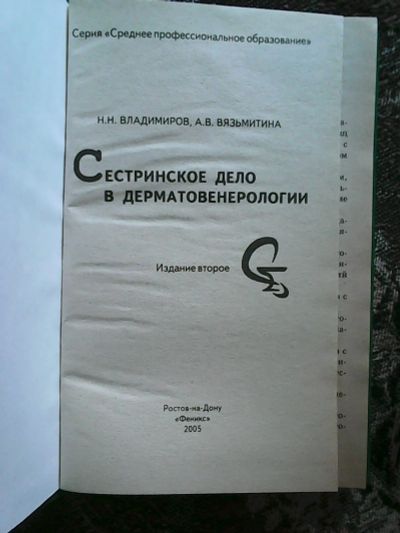 Серия «Среднее профессиональное образование»
Н.Н. ВЛАДИМИРОВ, А.В. ВЯЗЬМИТИНА
СЕСТРИНСКОЕ ДЕЛО
В ДЕРМАТОВЕНЕРОЛОГИИ
Издание второе
Ростов-на-Дону
«Феникс»
2005